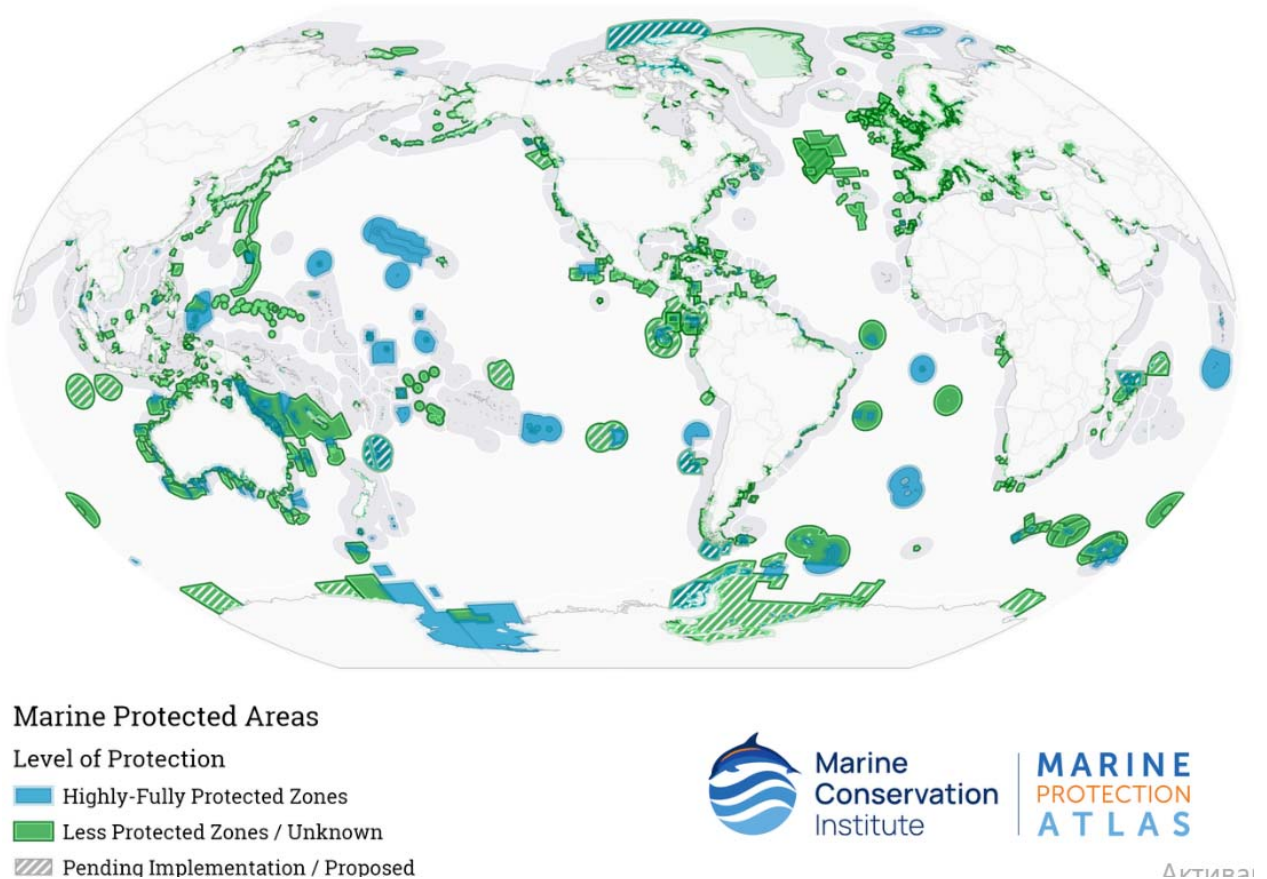 Marine Protected Areas
Level of Protection
Highly-Fully Protected Zones
Less Protected Zones / Unknown
Pending Implementation / Proposed
Marine
Conservation
Institute
MARINE
PROTECTION
ATLAS
Актива